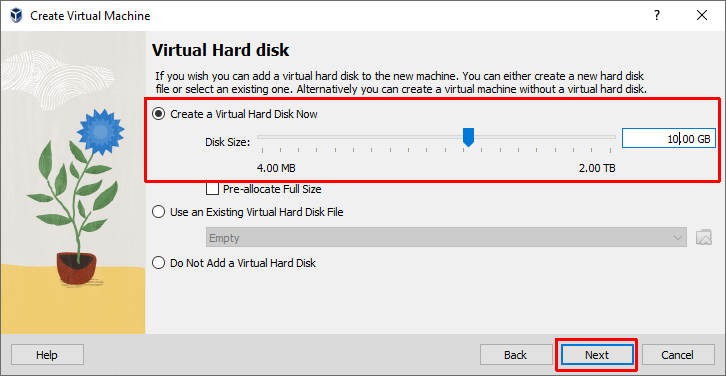 Create Virtual Machine
Virtual Hard disk
If you wish you can add a virtual hard disk to the new machine. You can either create a new hard disk
file or select an existing one. Alternatively you can create a virtual machine without a virtual hard disk.
Create a Virtual Hard Disk Now
Disk Size:
10.00 GB
4.00 MB
2.00 TB
Pre-allocate Full Size
Use an Existing Virtual Hard Disk File
Empty
Do Not Add a Virtual Hard Disk
Help
Back
Next
Cancel